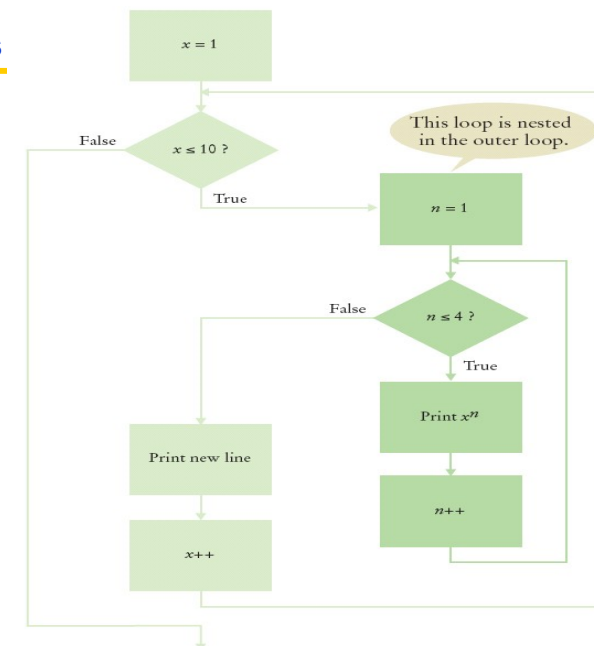 x = 1
x ≤ 10 ?
False
True
This loop is nested
in the outer loop.
n = 1
n ≤ 4 ?
False
True
Print xⁿ
n++
Print new line
x++